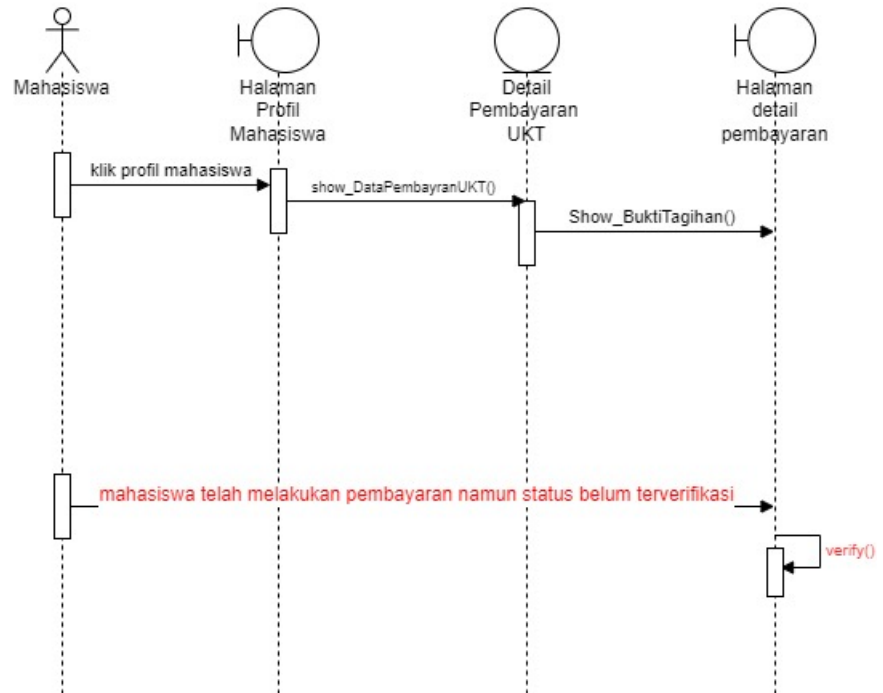 Mahasiswa
Halaman
Profil
Mahasiswa
Detail
Pembayaran
UKT
Halaman
detail
pembayaran
klik profil mahasiswa
show_DataPembayranUKT()
Show_BuktiTagihan()
mahasiswa telah melakukan pembayaran namun status belum terverifikasi
verify()